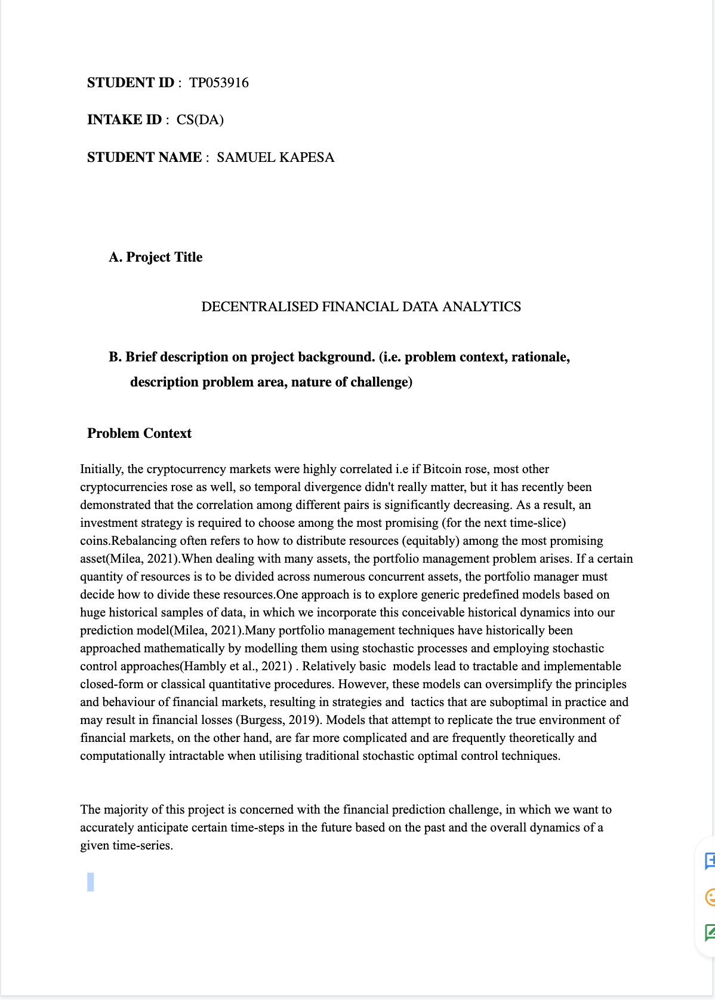 STUDENT ID :  TP053916
INTAKE ID :  CS(DA)
STUDENT NAME :  SAMUEL KAPESA
A. Project Title
DECENTRALISED FINANCIAL DATA ANALYTICS
B. Brief description on project background. (i.e. problem context, rationale,
description problem area, nature of challenge)
Problem Context
Initially, the cryptocurrency markets were highly correlated i.e if Bitcoin rose, most other
cryptocurrencies rose as well, so temporal divergence didn't really matter, but it has recently been
demonstrated that the correlation among different pairs is significantly decreasing. As a result, an
investment strategy is required to choose among the most promising (for the next time-slice)
coins.Rebalancing often refers to how to distribute resources (equitably) among the most promising
asset(Milea, 2021).When dealing with many assets, the portfolio management problem arises. If a certain
quantity of resources is to be divided across numerous concurrent assets, the portfolio manager must
decide how to divide these resources.One approach is to explore generic predefined models based on
huge historical samples of data, in which we incorporate this conceivable historical dynamics into our
prediction model(Milea, 2021).Many portfolio management techniques have historically been
approached mathematically by modelling them using stochastic processes and employing stochastic
control approaches(Hambly et al., 2021) . Relatively basic  models lead to tractable and implementable
closed-form or classical quantitative procedures. However, these models can oversimplify the principles
and behaviour of financial markets, resulting in strategies and  tactics that are suboptimal in practice and
may result in financial losses (Burgess, 2019). Models that attempt to replicate the true environment of
financial markets, on the other hand, are far more complicated and are frequently theoretically and
computationally intractable when utilising traditional stochastic optimal control techniques.
The majority of this project is concerned with the financial prediction challenge, in which we want to
accurately anticipate certain time-steps in the future based on the past and the overall dynamics of a
given time-series.